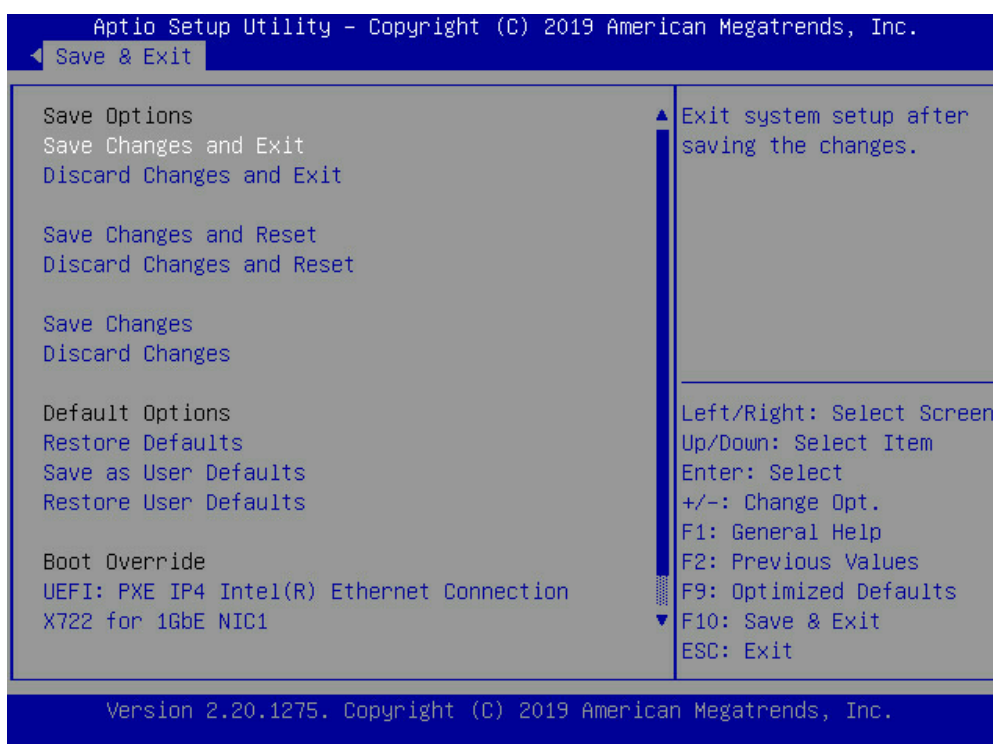 Aptio Setup Utility – Copyright (C) 2019 American Megatrends, Inc.
Save & Exit
Save Options
Save Changes and Exit
Discard Changes and Exit
Save Changes and Reset
Discard Changes and Reset
Save Changes
Discard Changes
Default Options
Restore Defaults
Save as User Defaults
Restore User Defaults
Boot Override
UEFI: PXE IP4 Intel(R) Ethernet Connection
X722 for 1GbE NIC1
Exit system setup after
saving the changes.
Left/Right: Select Screen
Up/Down: Select Item
Enter: Select
+/-: Change Opt.
F1: General Help
F2: Previous Values
F9: Optimized Defaults
F10: Save & Exit
ESC: Exit
Version 2.20.1275. Copyright (C) 2019 American Megatrends, Inc.